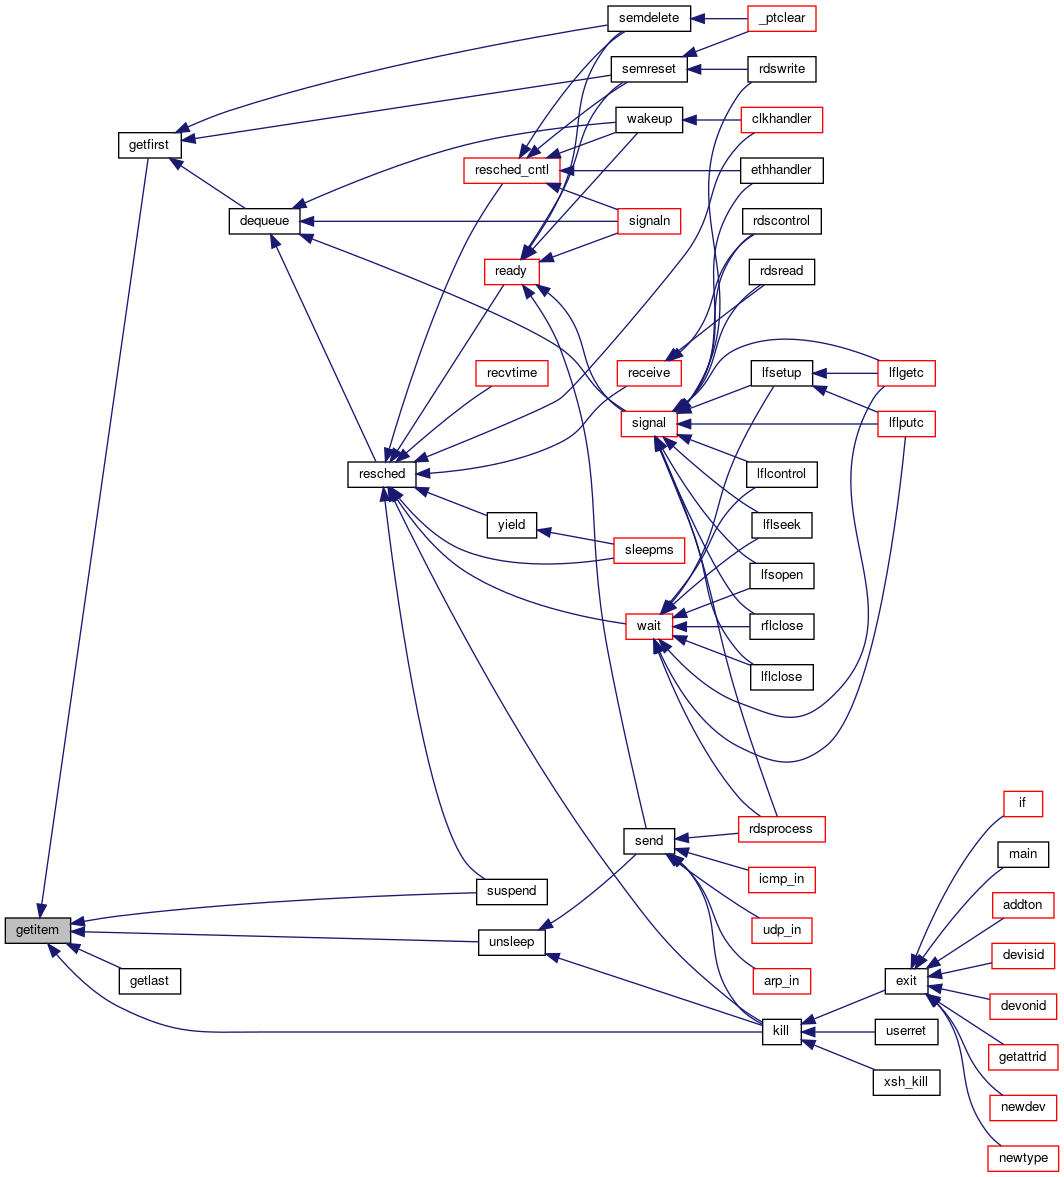 semdelete
_ptclear
semreset
rdswrite
wakeup
clkhandler
getfirst
resched_cntl
ethhandler
dequeue
signaln
rdscontrol
ready
rdsread
recvtime
receive
lfsetup
lflgetc
signal
lflputc
resched
lflcontrol
yield
lflseek
sleepms
lfsopen
wait
rflclose
lflclose
if
send
rdsprocess
main
icmp_in
suspend
addton
getitem
udp_in
unsleep
devisid
getlast
arp_in
exit
devonid
kill
userret
getattrid
xsh_kill
newdev
newtype